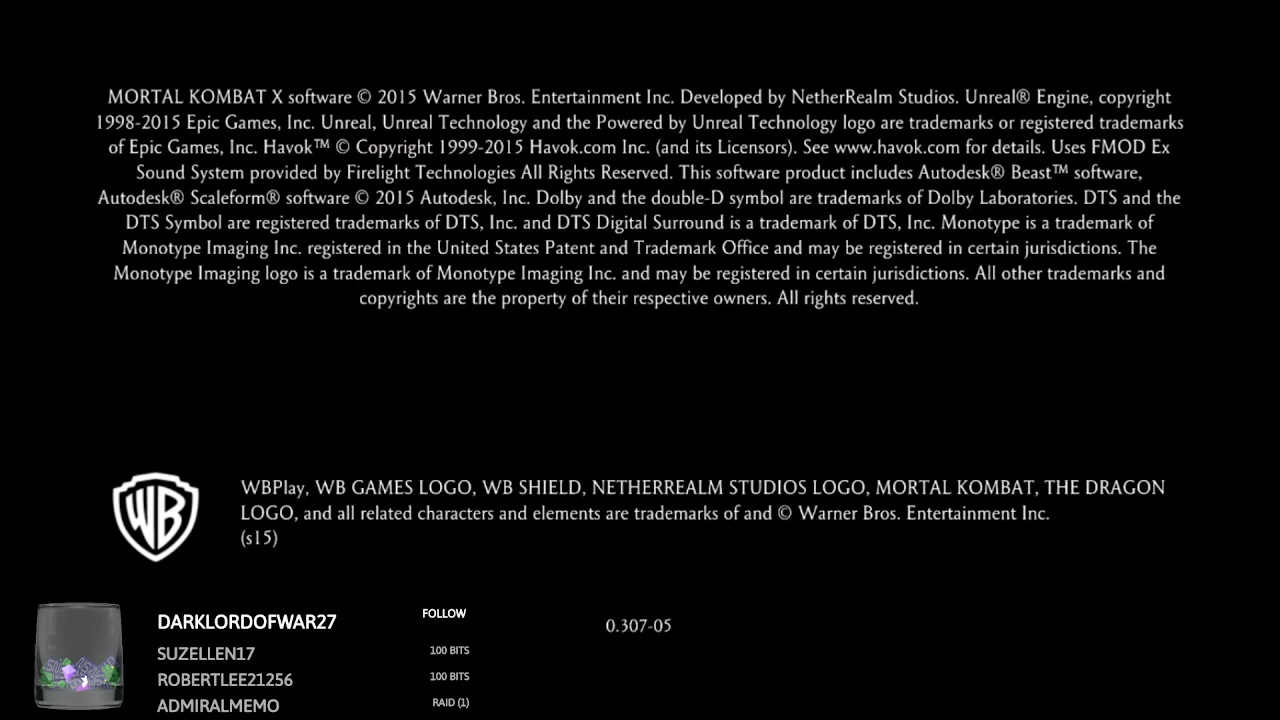 MORTAL KOMBAT X software © 2015 Warner Bros. Entertainment Inc. Developed by NetherRealm Studios. Unreal® Engine, copyright
1998-2015 Epic Games, Inc. Unreal, Unreal Technology and the Powered by Unreal Technology logo are trademarks or registered trademarks
of Epic Games, Inc. Havok™ © Copyright 1999-2015 Havok.com Inc. (and its Licensors). See www.havok.com for details. Uses FMOD Ex
Sound System provided by Firelight Technologies All Rights Reserved. This software product includes Autodesk® Beast™ software,
Autodesk® Scaleform® software © 2015 Autodesk, Inc. Dolby and the double-D symbol are trademarks of Dolby Laboratories. DTS and the
DTS Symbol are registered trademarks of DTS, Inc. and DTS Digital Surround is a trademark of DTS, Inc. Monotype is a trademark of
Monotype Imaging Inc. registered in the United States Patent and Trademark Office and may be registered in certain jurisdictions. The
Monotype Imaging logo is a trademark of Monotype Imaging Inc. and may be registered in certain jurisdictions. All other trademarks and
copyrights are the property of their respective owners. All rights reserved.
WB
WBPlay, WB GAMES LOGO, WB SHIELD, NETHERREALM STUDIOS LOGO, MORTAL KOMBAT, THE DRAGON
LOGO, and all related characters and elements are trademarks of and © Warner Bros. Entertainment Inc.
(s15)
DARKLORDOFWAR27 FOLLOW
SUZELLEN17 100 BITS
ROBERTLEE21256 100 BITS
ADMIRALMEMO RAID (1)
0.307-05